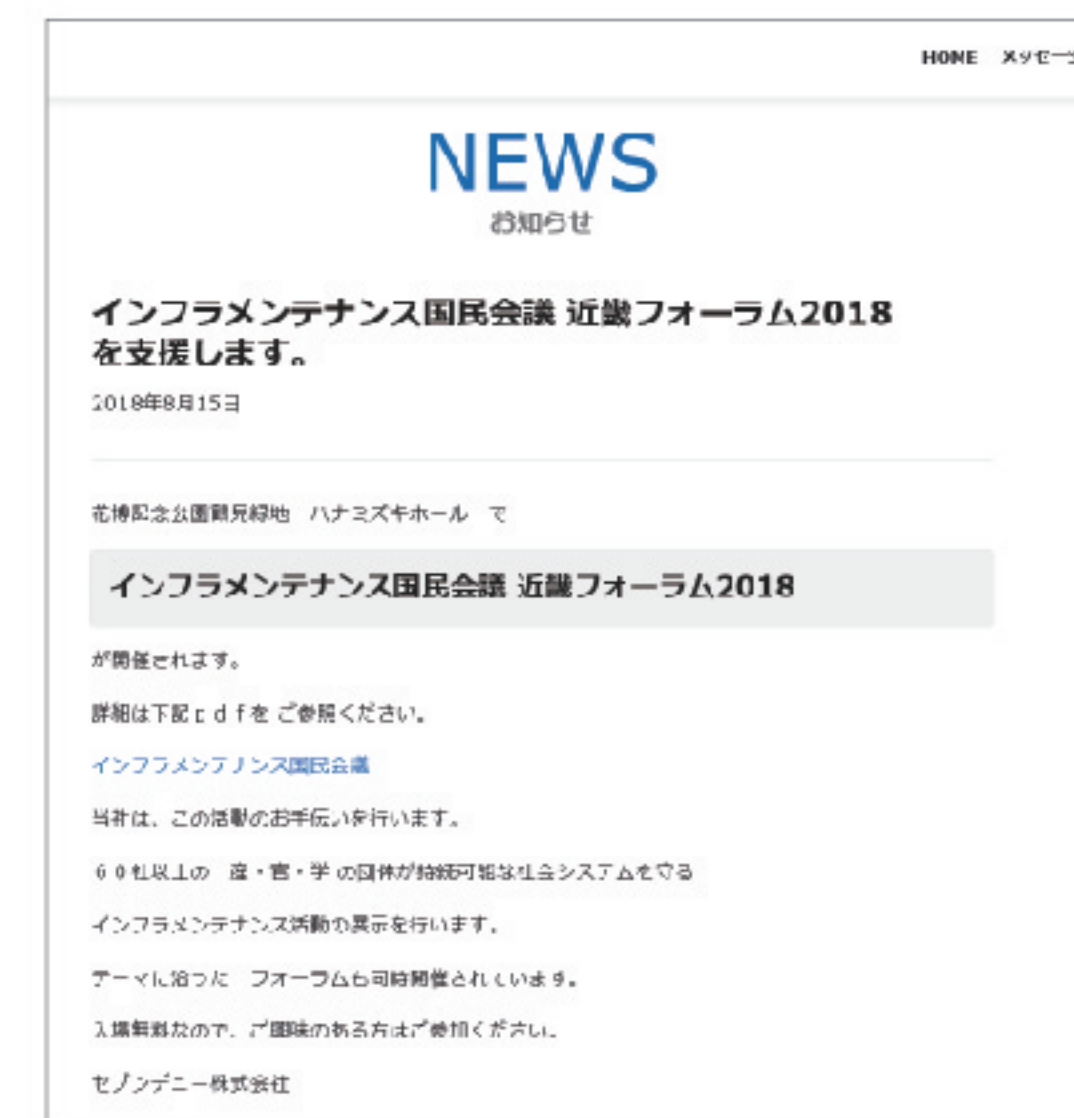 HOME メッセー
NEWS
お知らせ
インフラメンテナンス国民会議 近畿フォーラム2018
を支援します。
2018年8月15日
花博記念公園鶴見緑地 ハナミズキホール で
インフラメンテナンス国民会議 近畿フォーラム2018
が開催されます。
詳細は下記pdfを ご参照ください。
インフラメンテナンス国民会議
当社は、この活動のお手伝いを行います。
60社以上の 産・官・学 の団体が持続可能な社会システムを守る
インフラメンテナンス活動の展示を行います。
テーマに沿った フォーラムも同時開催されています。
入場無料なので、ご興味のある方はご参加ください。
株式会社